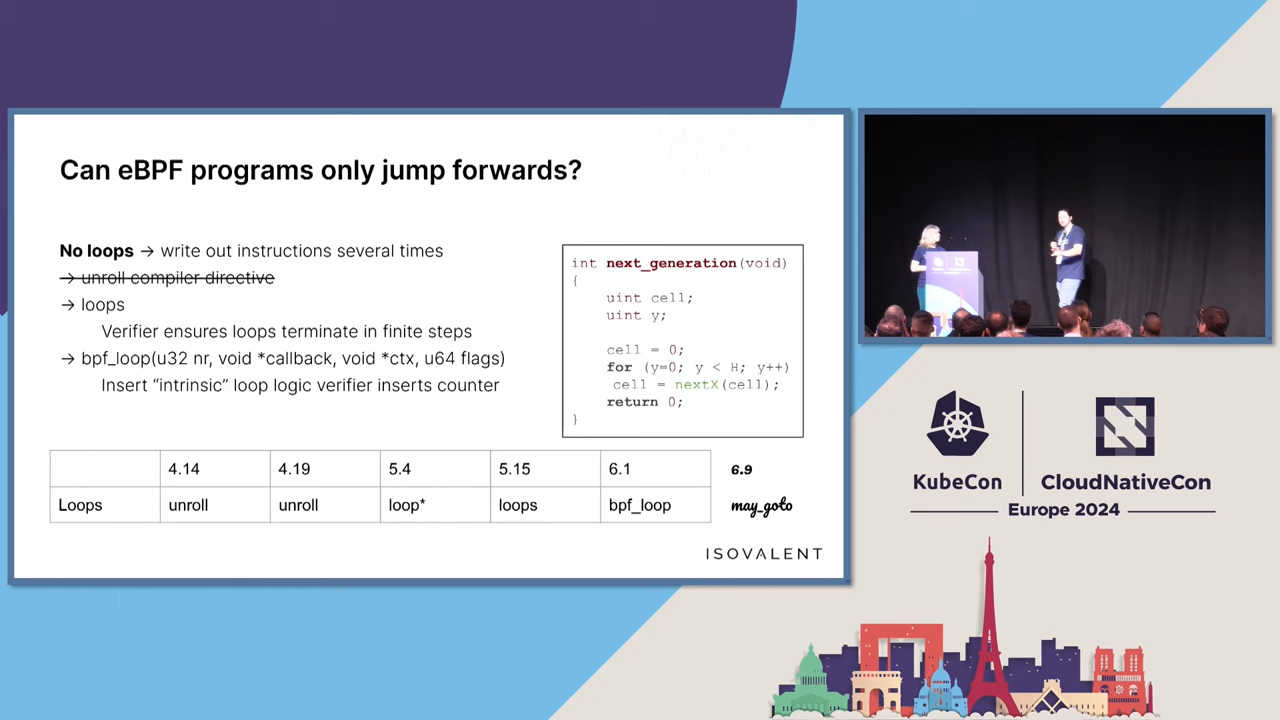 Can eBPF programs only jump forwards?
No loops → write out instructions several times
→ unroll compiler directive
→ loops
Verifier ensures loops terminate in finite steps
→ bpf_loop(u32 nr, void *callback, void *ctx, u64 flags)
Insert “intrinsic” loop logic verifier inserts counter
int next_generation(void)
{
uint cell;
uint y;
cell = 0;
for (y=0; y < H; y++)
cell = nextX(cell);
return 0;
}
4.14 4.19 5.4 5.15 6.1 6.9
Loops unroll unroll loop* loops bpf_loop may_goto
ISOVALENT
KubeCon CloudNativeCon
Europe 2024